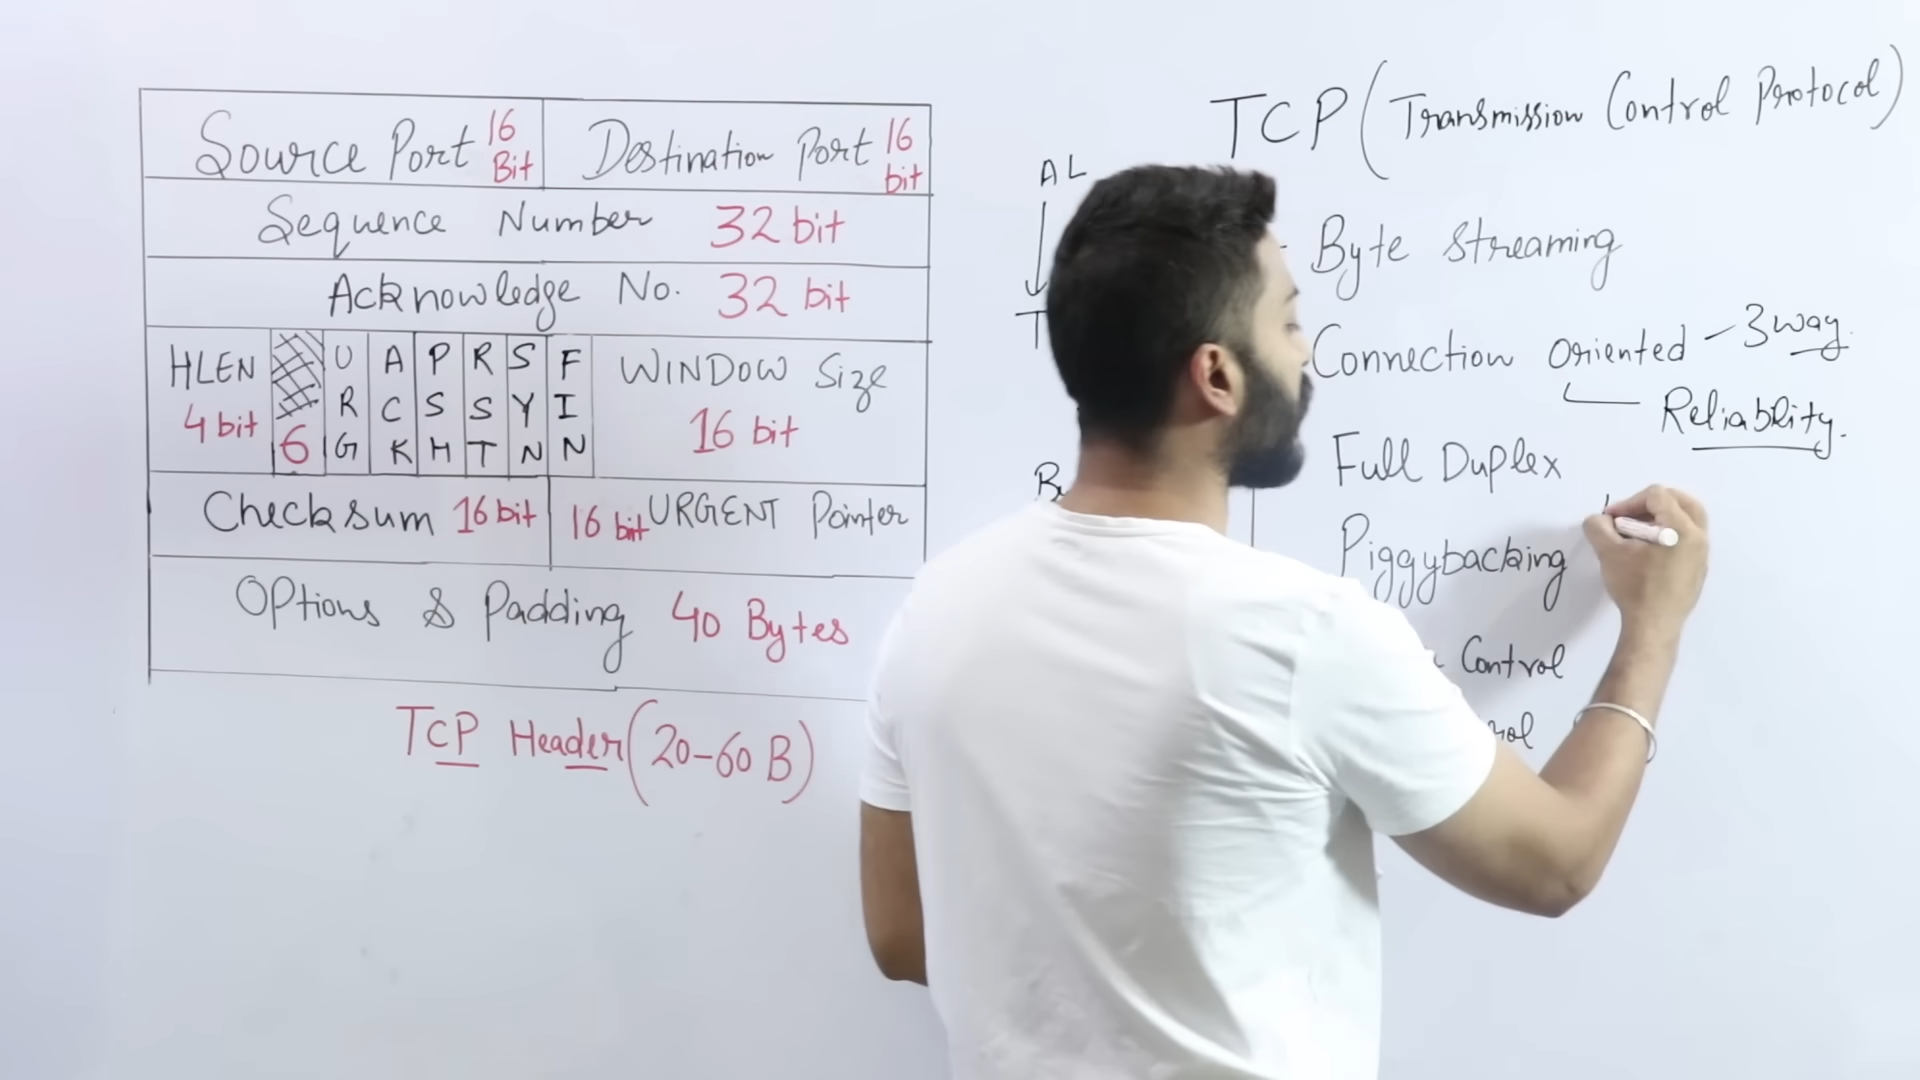 Source Port 16 Bit Destination Port 16 bit
Sequence Number 32 bit
Acknowledge No. 32 bit
HLEN 4 bit 6 URG ACK PSH RST SYN FIN WINDOW Size 16 bit
Checksum 16 bit 16 bit URGENT Pointer
Options & Padding 40 Bytes
TCP Header (20-60 B)
TCP (Transmission Control Protocol)
AL
Byte Streaming
Connection Oriented - 3 way.
Reliability.
Full Duplex
Piggybacking
Control